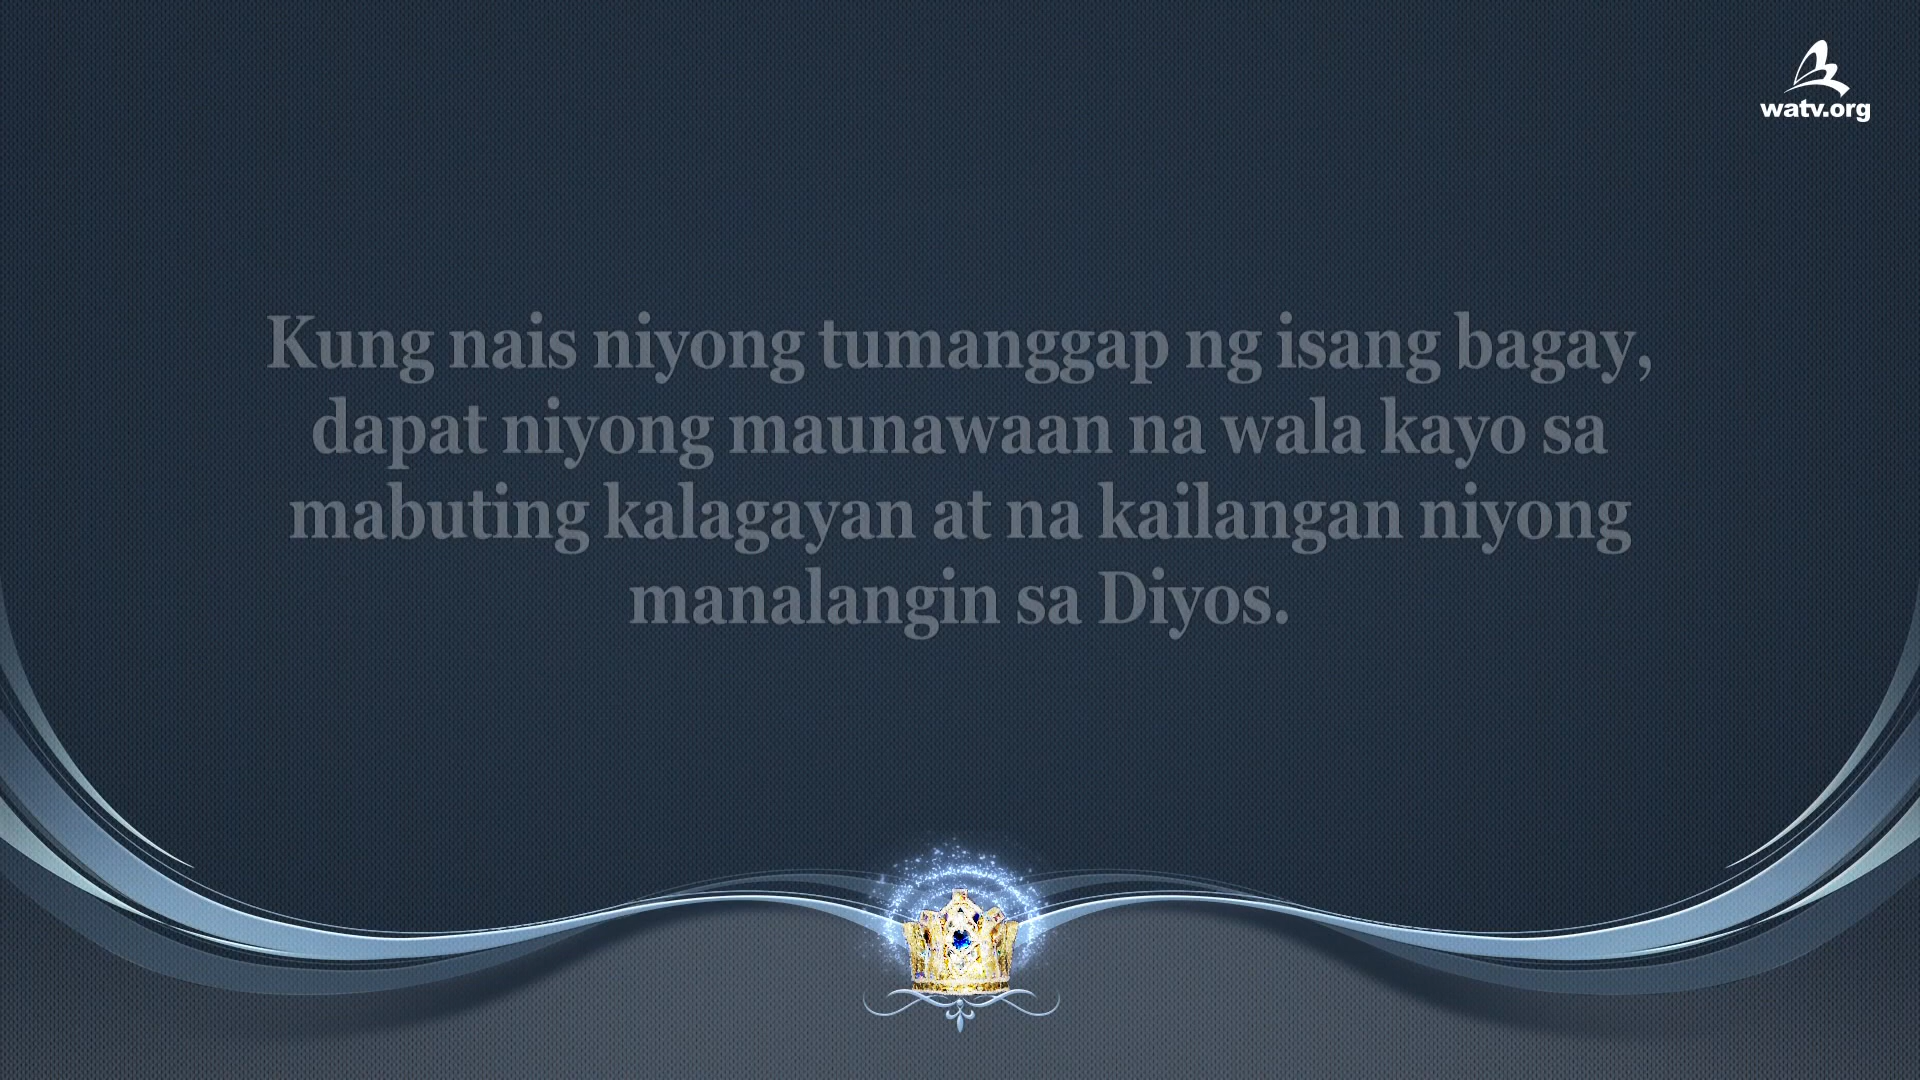 watv.org
Kung nais niyong tumanggap ng isang bagay,
dapat niyong maunawaan na wala kayo sa
mabuting kalagayan at na kailangan niyong
manalangin sa Diyos.